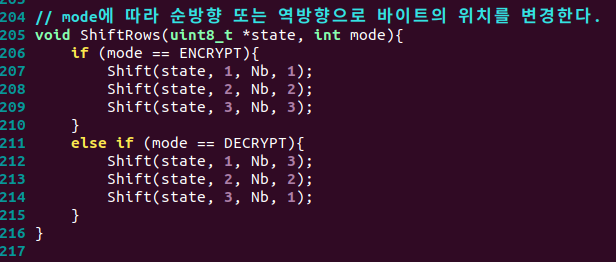 204 // mode에 따라 순방향 또는 역방향으로 바이트의 위치를 변경한다.
205 void ShiftRows(uint8_t *state, int mode){
206     if (mode == ENCRYPT){
207         Shift(state, 1, Nb, 1);
208         Shift(state, 2, Nb, 2);
209         Shift(state, 3, Nb, 3);
210     }
211     else if (mode == DECRYPT){
212         Shift(state, 1, Nb, 3);
213         Shift(state, 2, Nb, 2);
214         Shift(state, 3, Nb, 1);
215     }
216 }
217